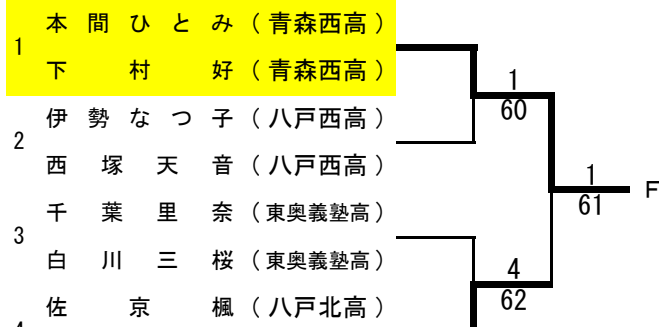 1
本間ひとみ（青森西高）
下村好（青森西高）
2
伊勢なつ子（八戸西高）
西塚天音（八戸西高）
3
千葉里奈（東奥義塾高）
白川三桜（東奥義塾高）
佐京楓（八戸北高）
1
60
4
62
1
61
F